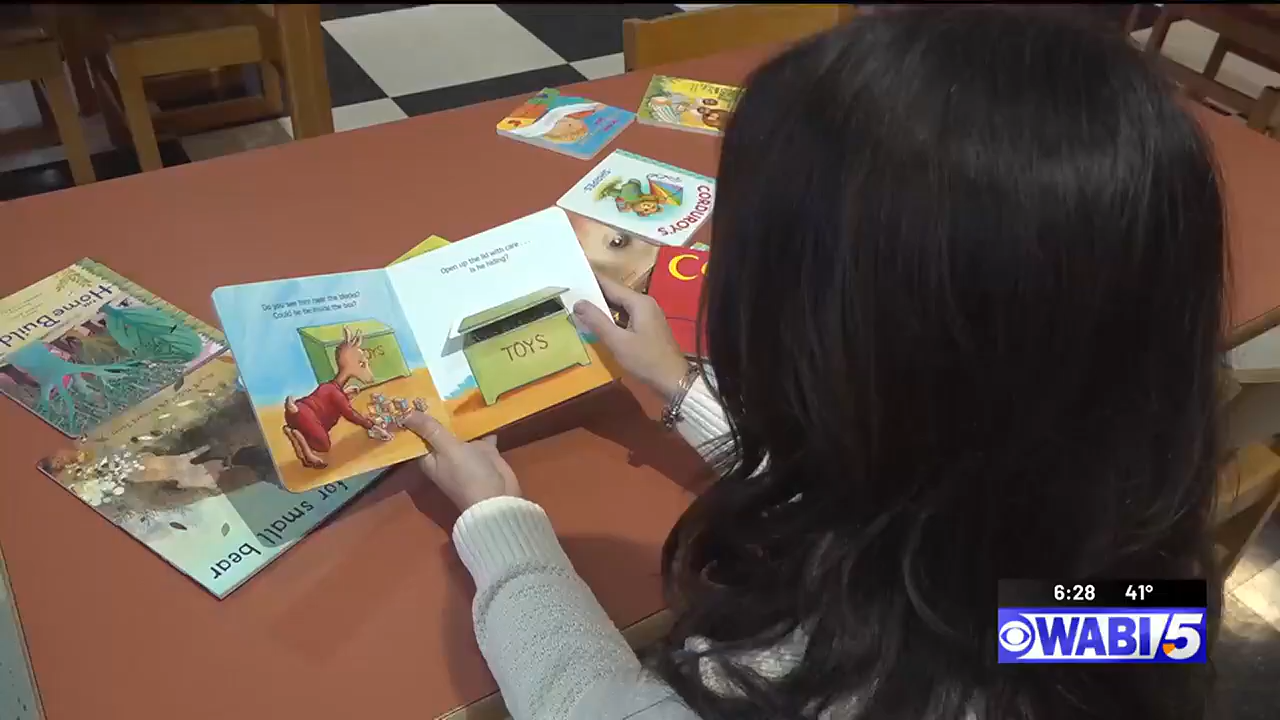 Do you see him near the blocks?
Could he be inside the box?
Open up the lid with care . . .
Is he hiding?
TOYS
CORDUROY'S
SHAPES
Home Build
for small
bear
6:28 41°
WABI 5